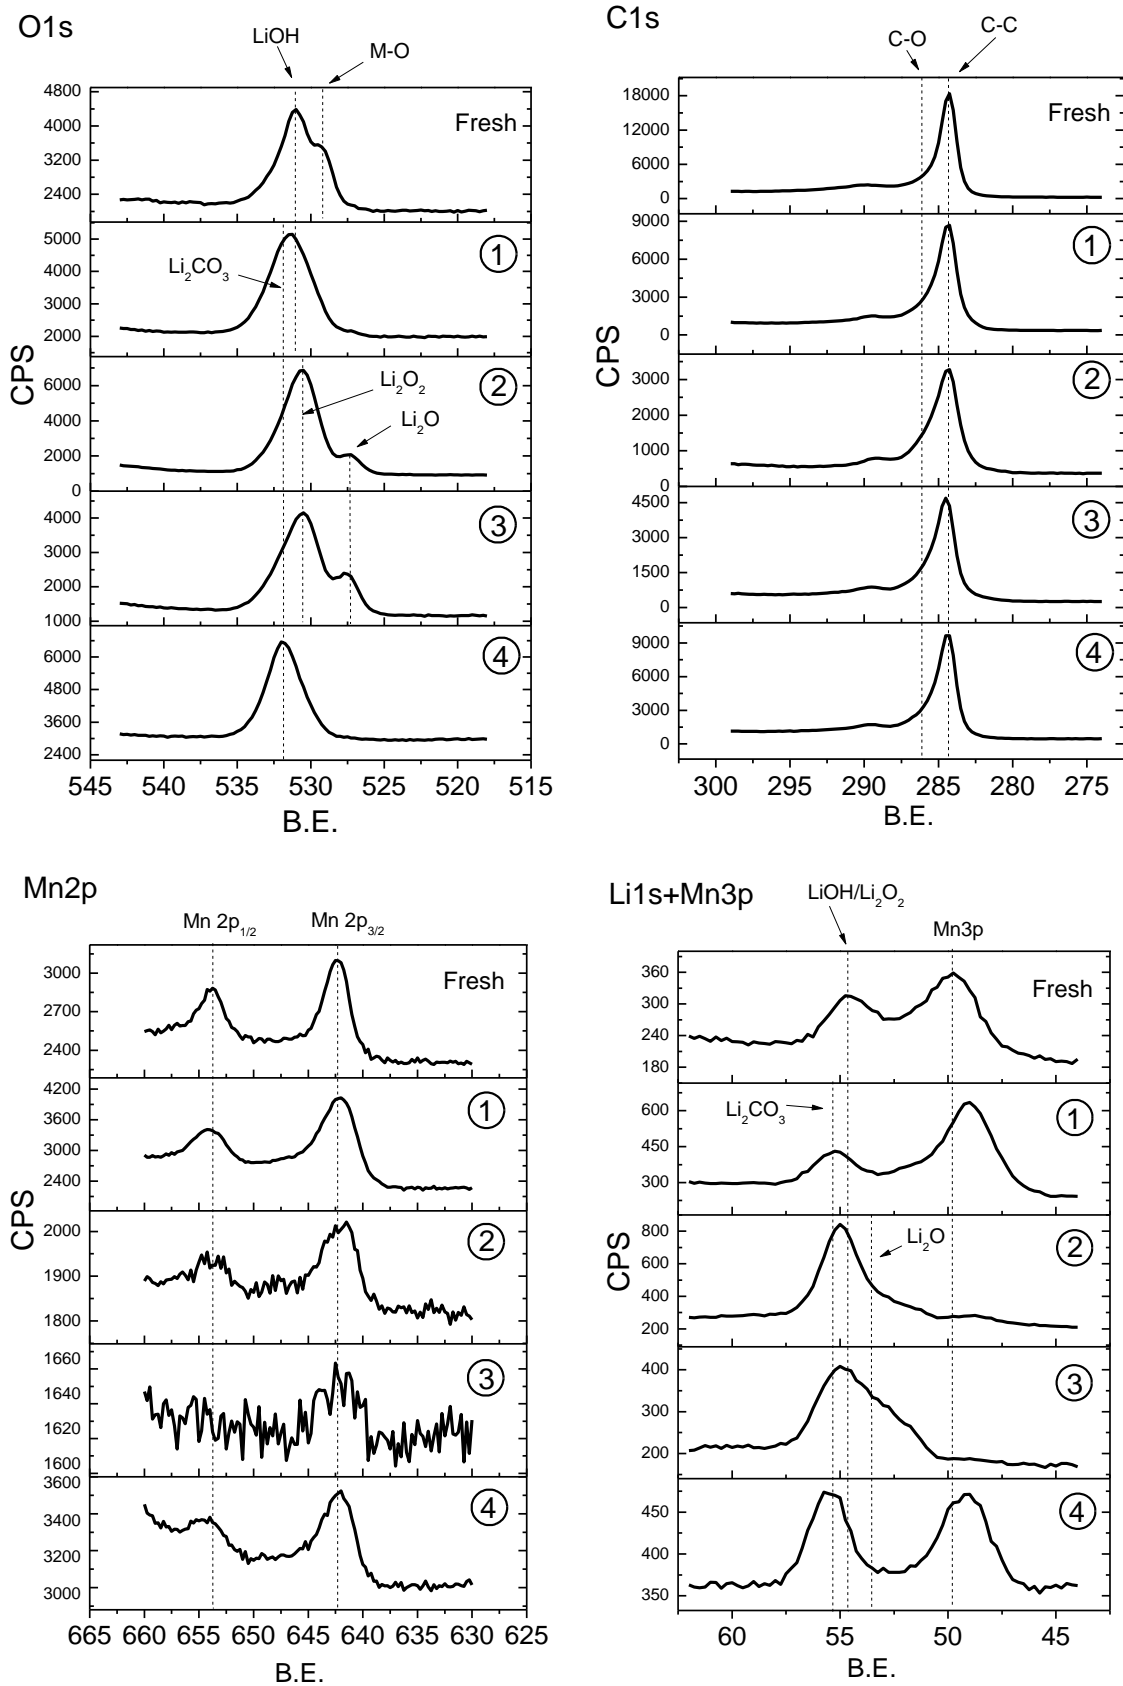 O1s
LiOH
M-O
4800
4000
3200
2400
Fresh
5000
4000
3000
2000
Li₂CO₃
①
6000
4000
2000
0
Li₂O₂
Li₂O
②
4000
3000
2000
1000
③
6000
4800
3600
2400
④
CPS
545 540 535 530 525 520 515
B.E.
C1s
C-O
C-C
18000
12000
6000
0
Fresh
9000
6000
3000
0
①
3000
2000
1000
0
②
4500
3000
1500
0
③
9000
6000
3000
0
④
CPS
300 295 290 285 280 275
B.E.
Mn2p
Mn 2p₁/₂
Mn 2p₃/₂
3000
2700
2400
Fresh
4200
3600
3000
2400
①
2000
1900
1800
②
1660
1640
1620
1600
③
3600
3400
3200
3000
④
CPS
665 660 655 650 645 640 635 630 625
B.E.
Li1s+Mn3p
LiOH/Li₂O₂
Mn3p
360
300
240
180
Fresh
600
450
300
Li₂CO₃
①
800
600
400
200
Li₂O
②
400
300
200
③
450
400
350
④
CPS
60 55 50 45
B.E.